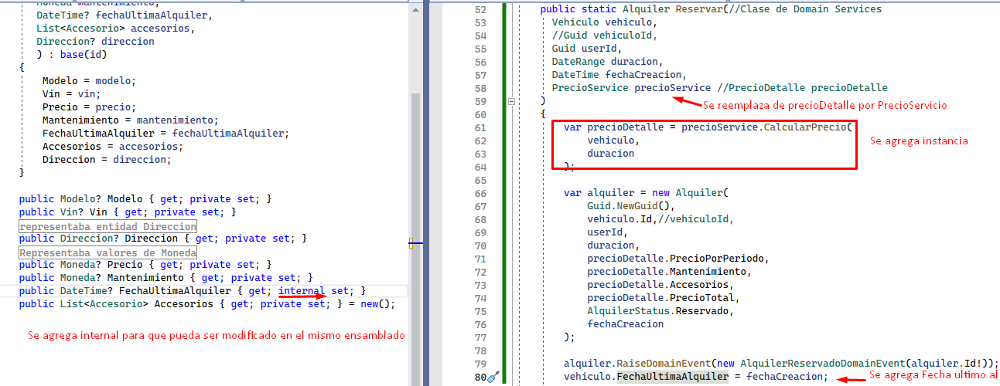 Moneda mantenimiento,
DateTime? fechaUltimaAlquiler,
List<Accesorio> accesorios,
Direccion? direccion
) : base(id)
{
Modelo = modelo;
Vin = vin;
Precio = precio;
Mantenimiento = mantenimiento;
FechaUltimaAlquiler = fechaUltimaAlquiler;
Accesorios = accesorios;
Direccion = direccion;
}
public Modelo? Modelo { get; private set; }
public Vin? Vin { get; private set; }
representaba entidad Direccion
public Direccion? Direccion { get; private set; }
Representaba valores de Moneda
public Moneda? Precio { get; private set; }
public Moneda? Mantenimiento { get; private set; }
public DateTime? FechaUltimaAlquiler { get; internal set; }
public List<Accesorio> Accesorios { get; private set; } = new();
Se agrega internal para que pueda ser modificado en el mismo ensamblado
52 public static Alquiler Reservar(//Clase de Domain Services
53 Vehiculo vehiculo,
54 //Guid vehiculoId,
55 Guid userId,
56 DateRange duracion,
57 DateTime fechaCreacion,
58 PrecioService precioService //PrecioDetalle precioDetalle
59 )
Se reemplaza de precioDetalle por PrecioServicio
60 {
61 var precioDetalle = precioService.CalcularPrecio(
62 vehiculo,
Se agrega instancia
63 duracion
64 );
65
66 var alquiler = new Alquiler(
67 Guid.NewGuid(),
68 vehiculo.Id,//vehiculoId,
69 userId,
70 duracion,
71 precioDetalle.PrecioPorPeriodo,
72 precioDetalle.Mantenimiento,
73 precioDetalle.Accesorios,
74 precioDetalle.PrecioTotal,
75 AlquilerStatus.Reservado,
76 fechaCreacion
77 );
78
79 alquiler.RaiseDomainEvent(new AlquilerReservadoDomainEvent(alquiler.Id!));
80 vehiculo.FechaUltimaAlquiler = fechaCreacion;
Se agrega Fecha ultimo al